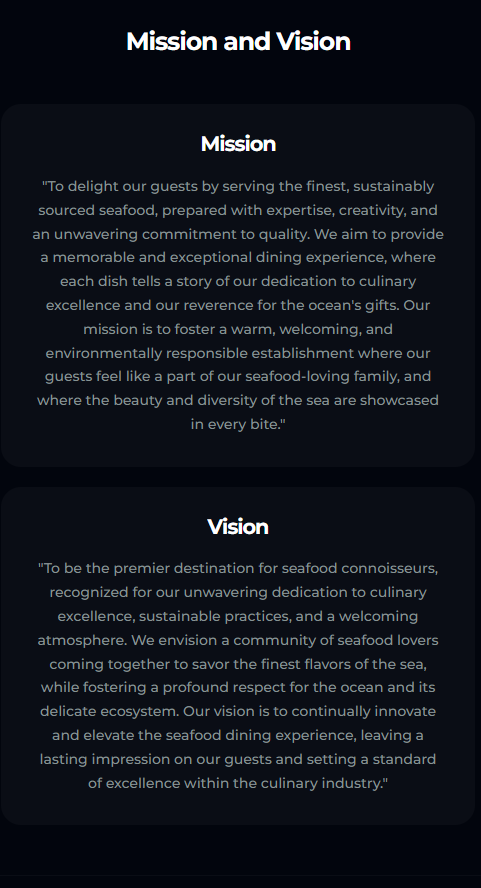 Mission and Vision
Mission
"To delight our guests by serving the finest, sustainably
sourced seafood, prepared with expertise, creativity, and
an unwavering commitment to quality. We aim to provide
a memorable and exceptional dining experience, where
each dish tells a story of our dedication to culinary
excellence and our reverence for the ocean's gifts. Our
mission is to foster a warm, welcoming, and
environmentally responsible establishment where our
guests feel like a part of our seafood-loving family, and
where the beauty and diversity of the sea are showcased
in every bite."
Vision
"To be the premier destination for seafood connoisseurs,
recognized for our unwavering dedication to culinary
excellence, sustainable practices, and a welcoming
atmosphere. We envision a community of seafood lovers
coming together to savor the finest flavors of the sea,
while fostering a profound respect for the ocean and its
delicate ecosystem. Our vision is to continually innovate
and elevate the seafood dining experience, leaving a
lasting impression on our guests and setting a standard
of excellence within the culinary industry."